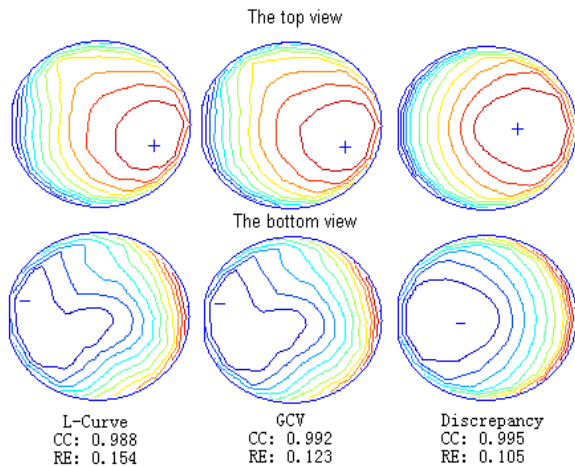 The top view
+ + +
The bottom view
− − −
L-Curve GCV Discrepancy
CC: 0.988 CC: 0.992 CC: 0.995
RE: 0.154 RE: 0.123 RE: 0.105